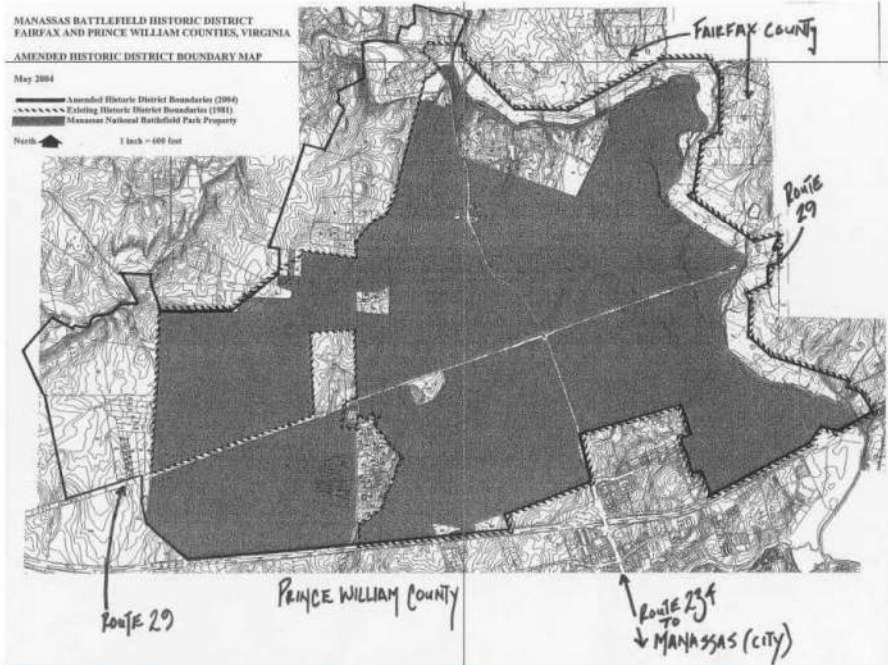 MANASSAS BATTLEFIELD HISTORIC DISTRICT
FAIRFAX AND PRINCE WILLIAM COUNTIES, VIRGINIA
AMENDED HISTORIC DISTRICT BOUNDARY MAP
May 2004
Amended Historic District Boundaries (2004)
Existing Historic District Boundaries (1981)
Manassas National Battlefield Park Property
North
1 inch = 600 feet
FAIRFAX COUNTY
ROUTE
29
PRINCE WILLIAM COUNTY
ROUTE 29
ROUTE 234
TO
MANASSAS (CITY)